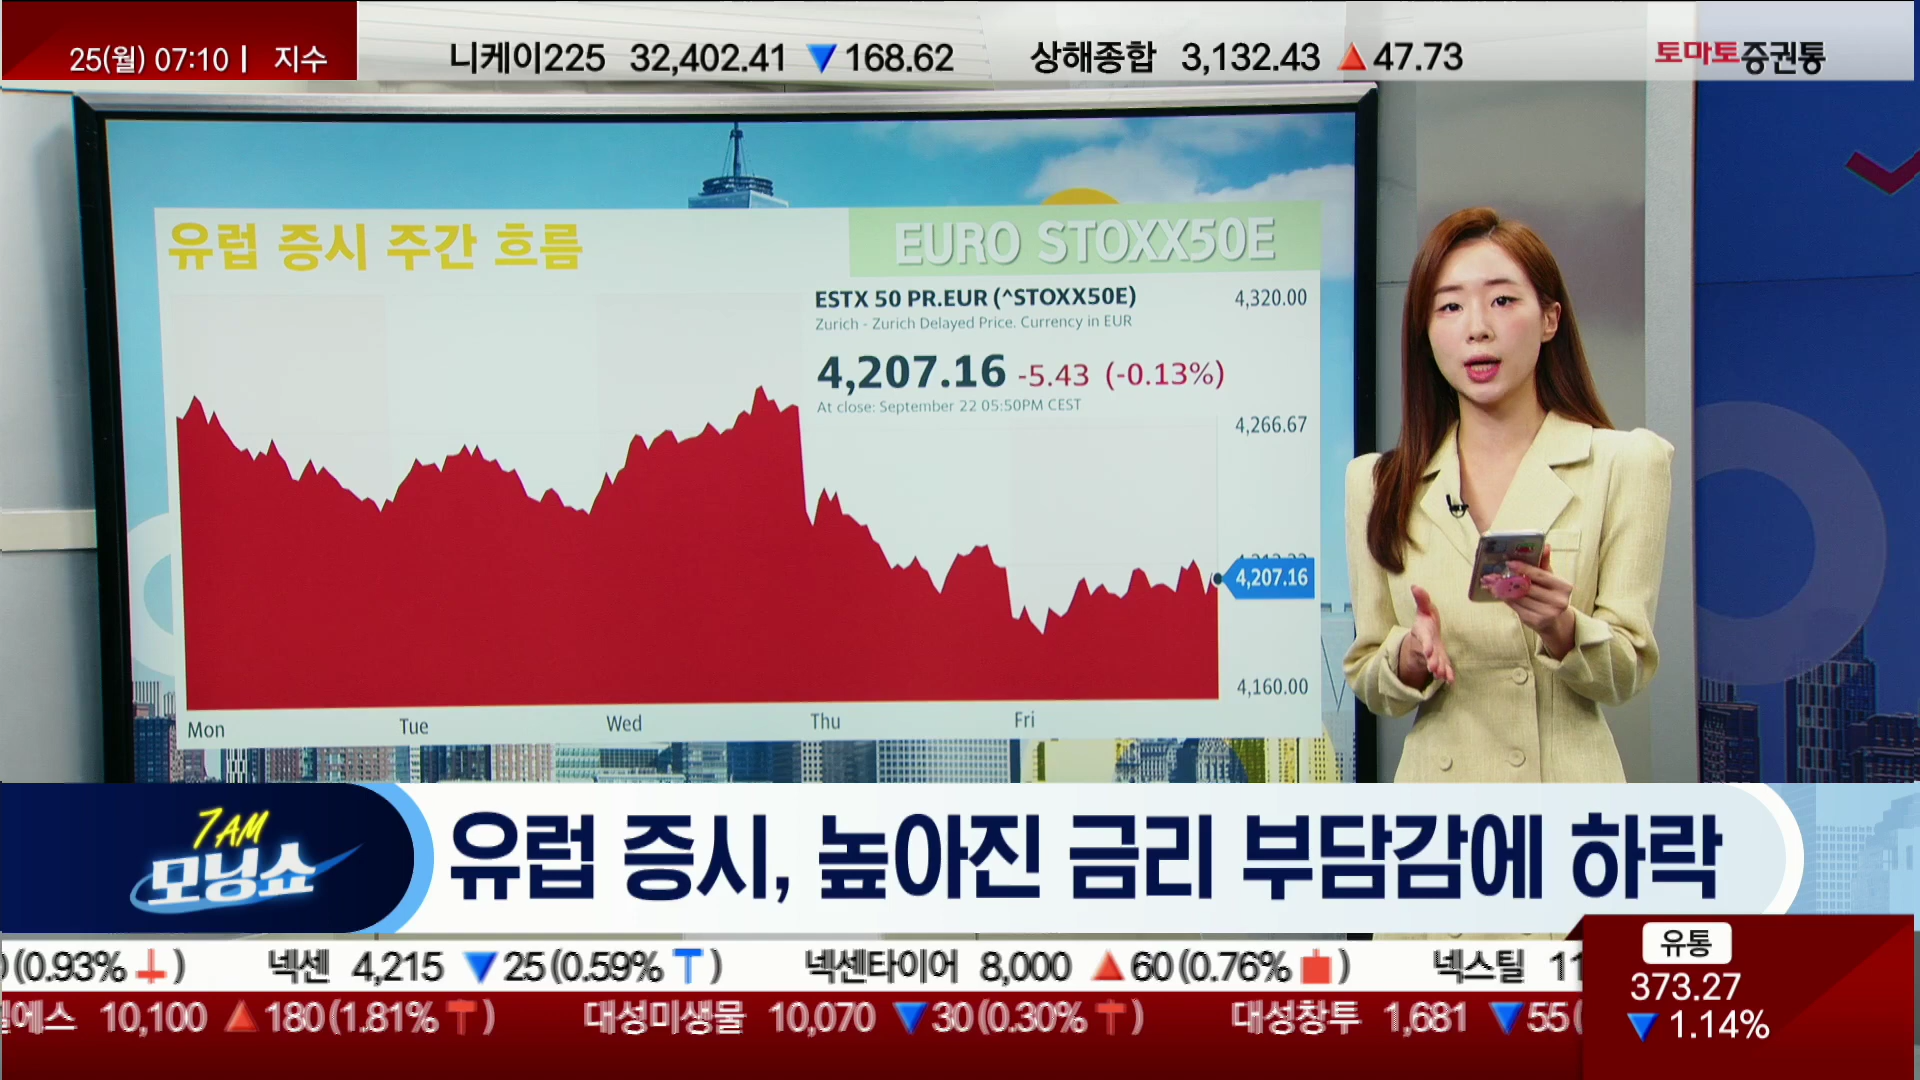 25(월) 07:10 | 지수 니케이225 32,402.41 ▼168.62 상해종합 3,132.43 ▲47.73 토마토증권통
유럽 증시 주간 흐름
EURO STOXX50E
ESTX 50 PR.EUR (^STOXX50E)
Zurich - Zurich Delayed Price. Currency in EUR
4,207.16 -5.43 (-0.13%)
At close: September 22 05:50PM CEST
4,320.00
4,266.67
4,207.16
4,160.00
Mon Tue Wed Thu Fri
7AM
모닝쇼
유럽 증시, 높아진 금리 부담감에 하락
(0.93% ) 넥센 4,215 ▼25(0.59% ) 넥센타이어 8,000 ▲60(0.76% ) 넥스틸 11
에스 10,100 ▲180(1.81% ) 대성미생물 10,070 ▼30(0.30% ) 대성창투 1,681 ▼55(
유통
373.27
▼1.14%